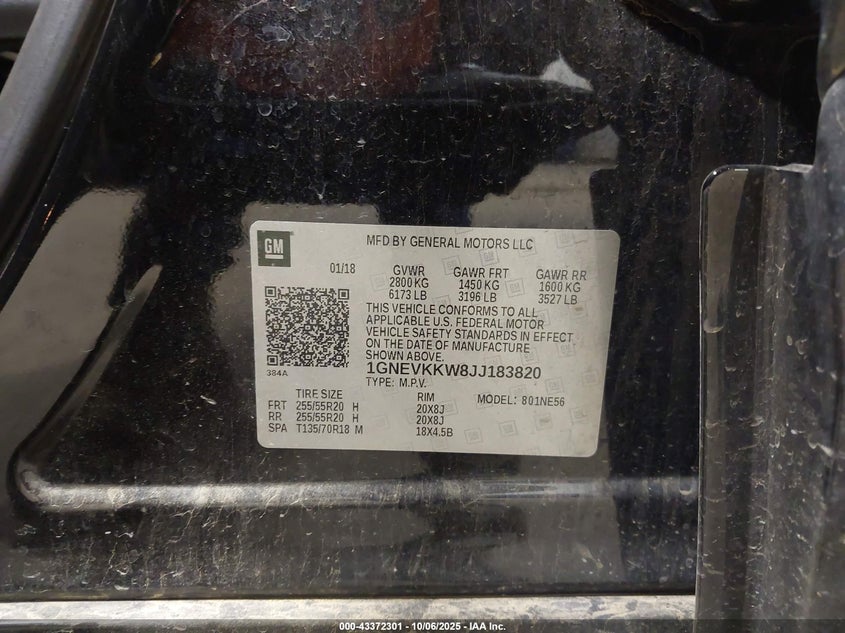 GM
MFD BY GENERAL MOTORS LLC
01/18 GVWR GAWR FRT GAWR RR
2800 KG 1450 KG 1600 KG
6173 LB 3196 LB 3527 LB
THIS VEHICLE CONFORMS TO ALL
APPLICABLE U.S. FEDERAL MOTOR
VEHICLE SAFETY STANDARDS IN EFFECT
ON THE DATE OF MANUFACTURE
SHOWN ABOVE.
384A
1GNEVKKW8JJ183820
TYPE: M.P.V.
TIRE SIZE RIM MODEL: 801NE56
FRT 255/55R20 H 20X8J
RR 255/55R20 H 20X8J
SPA T135/70R18 M 18X4.5B
000-43372301 - 10/06/2025 - IAA Inc.